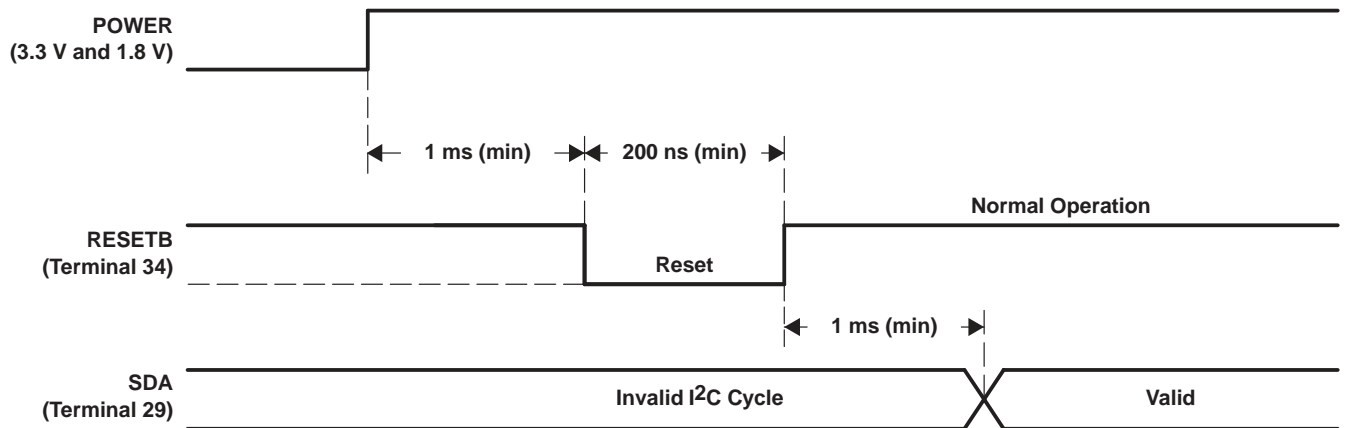 POWER
(3.3 V and 1.8 V)
1 ms (min)
200 ns (min)
Normal Operation
RESETB
(Terminal 34)
Reset
1 ms (min)
SDA
(Terminal 29)
Invalid I2C Cycle
Valid